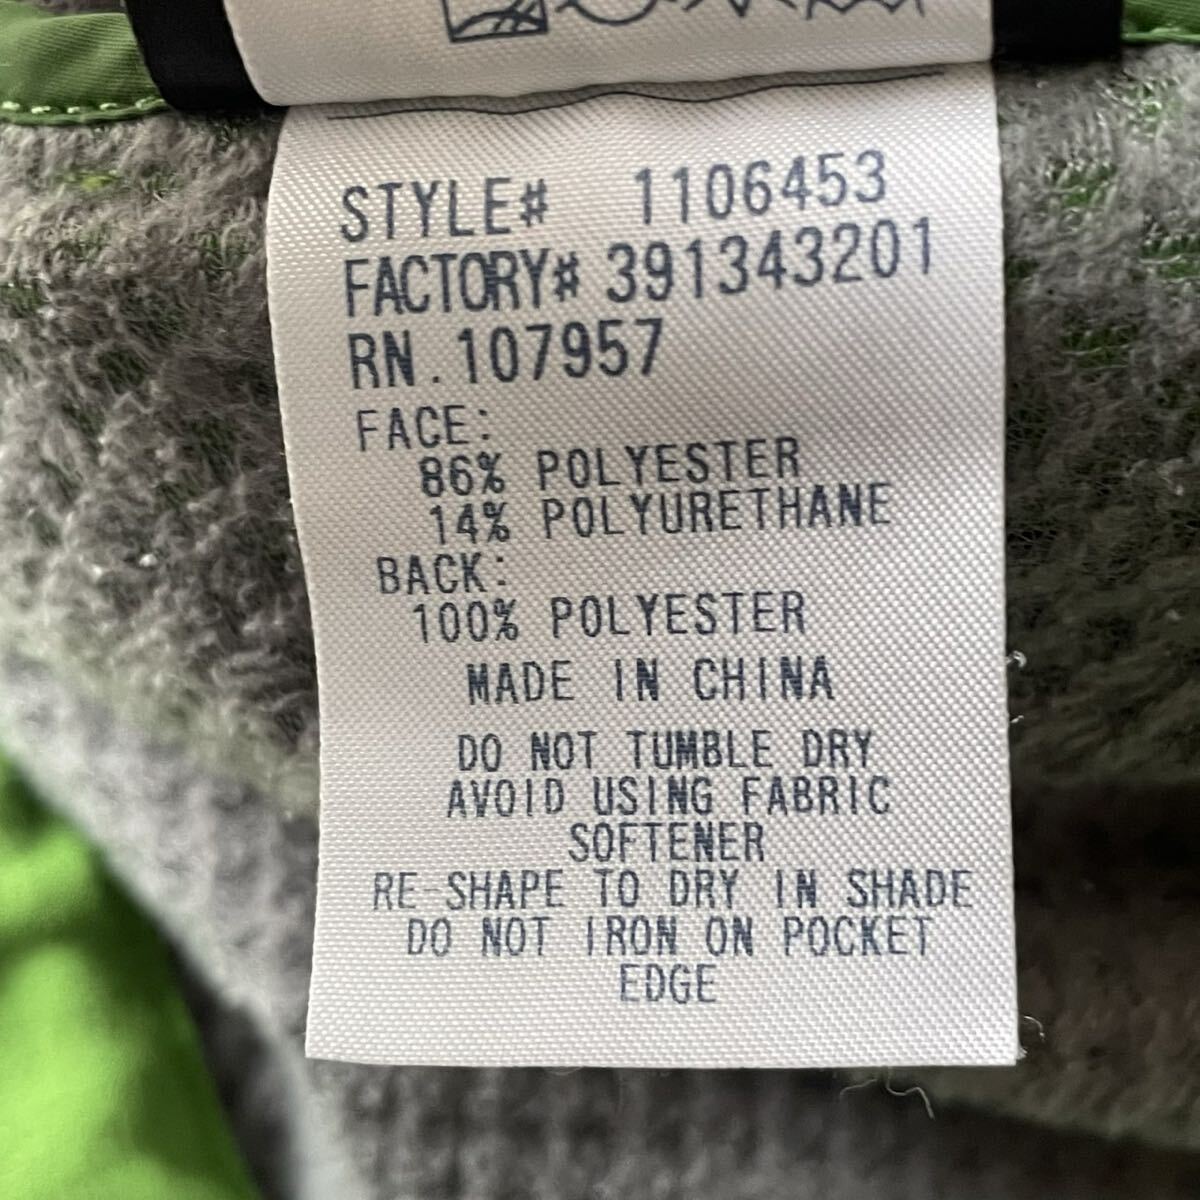 STYLE# 1106453
FACTORY# 391343201
RN.107957
FACE:
86% POLYESTER
14% POLYURETHANE
BACK:
100% POLYESTER
MADE IN CHINA
DO NOT TUMBLE DRY
AVOID USING FABRIC
SOFTENER
RE-SHAPE TO DRY IN SHADE
DO NOT IRON ON POCKET
EDGE